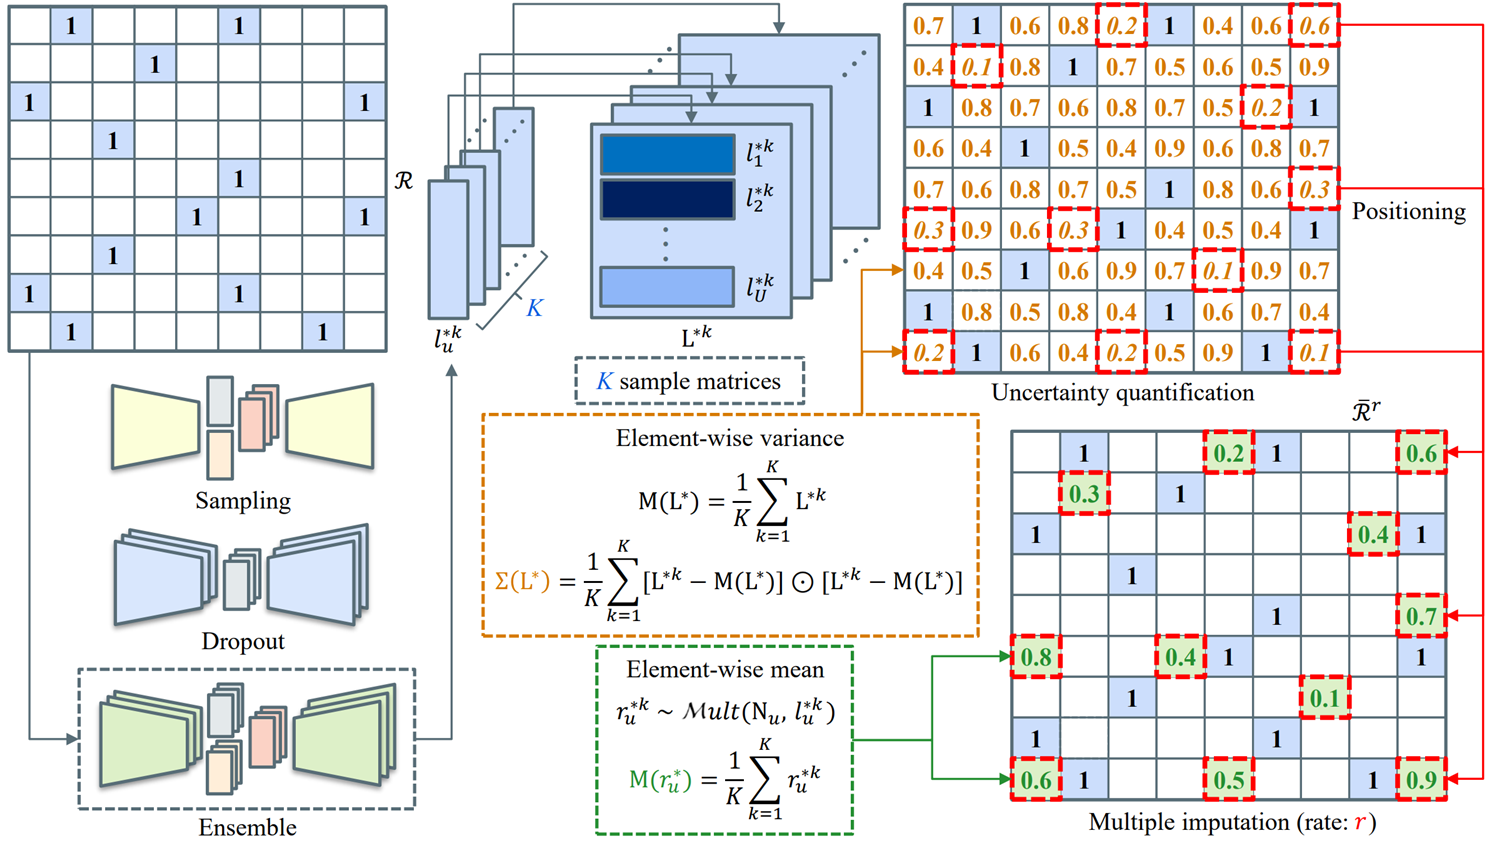 1 1
1
1 1
1
1
1 1
1
1 1
1 1
ℛ
l_u^{*k}
K
l_1^{*k}
l_2^{*k}
l_U^{*k}
L^{*k}
K sample matrices
Sampling
Dropout
Ensemble
0.7 1 0.6 0.8 0.2 1 0.4 0.6 0.6
0.4 0.1 0.8 1 0.7 0.5 0.6 0.5 0.9
1 0.8 0.7 0.6 0.8 0.7 0.5 0.2 1
0.6 0.4 1 0.5 0.4 0.9 0.6 0.8 0.7
0.7 0.6 0.8 0.7 0.5 1 0.8 0.6 0.3
0.3 0.9 0.6 0.3 1 0.4 0.5 0.4 1
0.4 0.5 1 0.6 0.9 0.7 0.1 0.9 0.7
1 0.8 0.5 0.8 0.4 1 0.6 0.7 0.4
0.2 1 0.6 0.4 0.2 0.5 0.9 1 0.1
Positioning
Uncertainty quantification
Element-wise variance
M(L^*) = \frac{1}{K} \sum_{k=1}^{K} L^{*k}
Σ(L^*) = \frac{1}{K} \sum_{k=1}^{K} [L^{*k} − M(L^*)] ⊙ [L^{*k} − M(L^*)]
Element-wise mean
r_u^{*k} ~ ℳult(N_u, l_u^{*k})
M(r_u^*) = \frac{1}{K} \sum_{k=1}^{K} r_u^{*k}
\bar{ℛ}^r
1 0.2 1 0.6
0.3 1
1 0.4 1
1
1 0.7
0.8 0.4 1 1
1 0.1
1 1
0.6 1 0.5 1 0.9
Multiple imputation (rate: r)